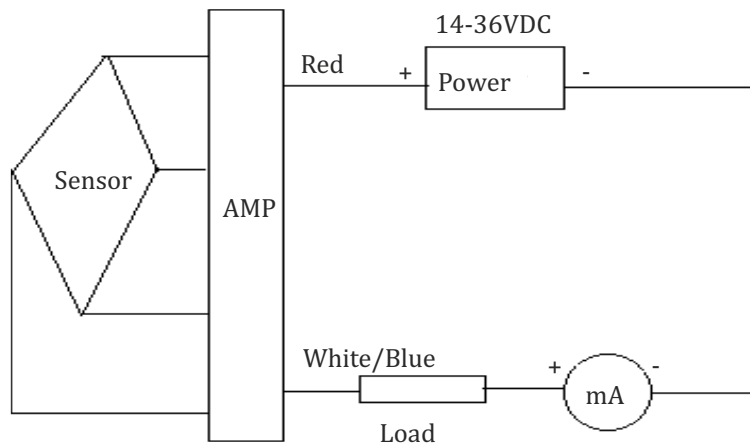 14-36VDC
Red
+
Power
-
Sensor
AMP
White/Blue
+
mA
-
Load